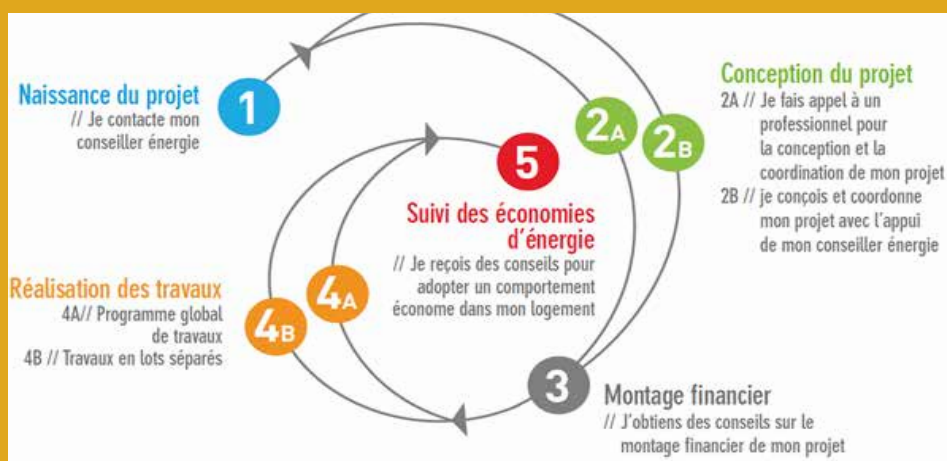 Naissance du projet
// Je contacte mon
conseiller énergie
1
2A
2B
Conception du projet
2A // Je fais appel à un
professionnel pour
la conception et la
coordination de mon projet
2B // je conçois et coordonne
mon projet avec l'appui
de mon conseiller énergie
3
Montage financier
// J'obtiens des conseils sur le
montage financier de mon projet
Réalisation des travaux
4A// Programme global
de travaux
4B // Travaux en lots séparés
4B
4A
5
Suivi des économies
d'énergie
// Je reçois des conseils pour
adopter un comportement
économe dans mon logement